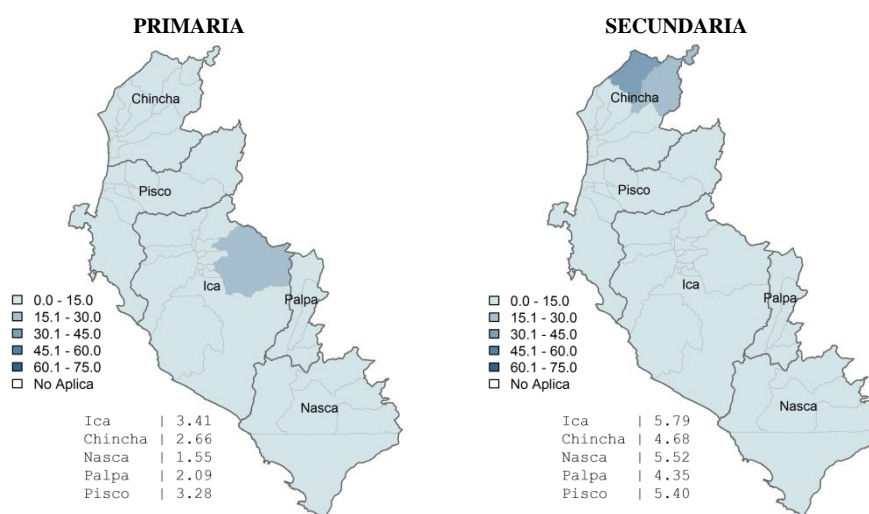 PRIMARIA
Chincha
Pisco
Ica
Palpa
Nasca
0.0 - 15.0
15.1 - 30.0
30.1 - 45.0
45.1 - 60.0
60.1 - 75.0
No Aplica
Ica | 3.41
Chincha | 2.66
Nasca | 1.55
Palpa | 2.09
Pisco | 3.28
SECUNDARIA
Chincha
Pisco
Ica
Palpa
Nasca
0.0 - 15.0
15.1 - 30.0
30.1 - 45.0
45.1 - 60.0
60.1 - 75.0
No Aplica
Ica | 5.79
Chincha | 4.68
Nasca | 5.52
Palpa | 4.35
Pisco | 5.40